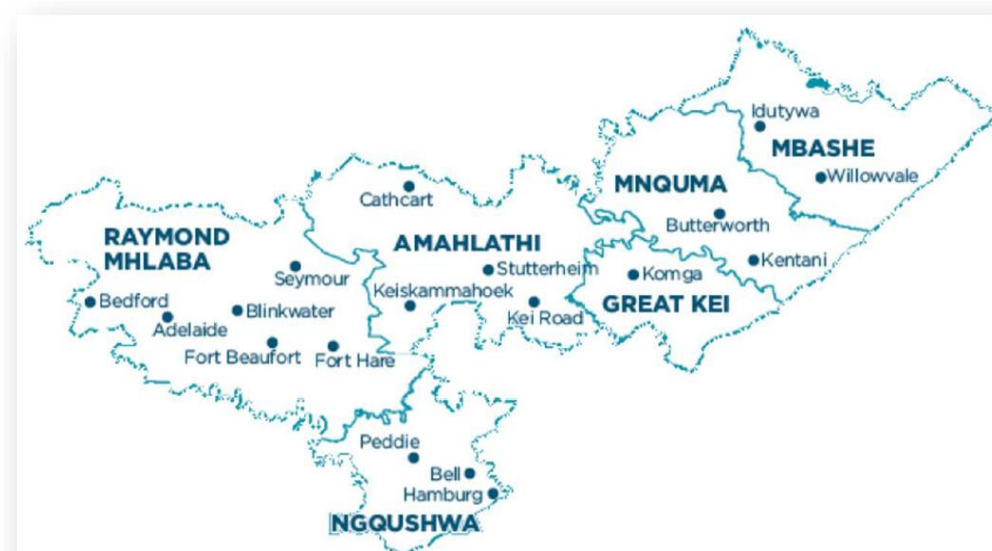 Idutywa
MBASHE
Willowvale
MNQUMA
Butterworth
Kentani
Cathcart
AMAHLATHI
Stutterheim
Keiskammahoek
Kei Road
Komga
GREAT KEI
RAYMOND
MHLABA
Seymour
Bedford
Blinkwater
Adelaide
Fort Beaufort
Fort Hare
Peddie
Bell
Hamburg
NGQUSHWA